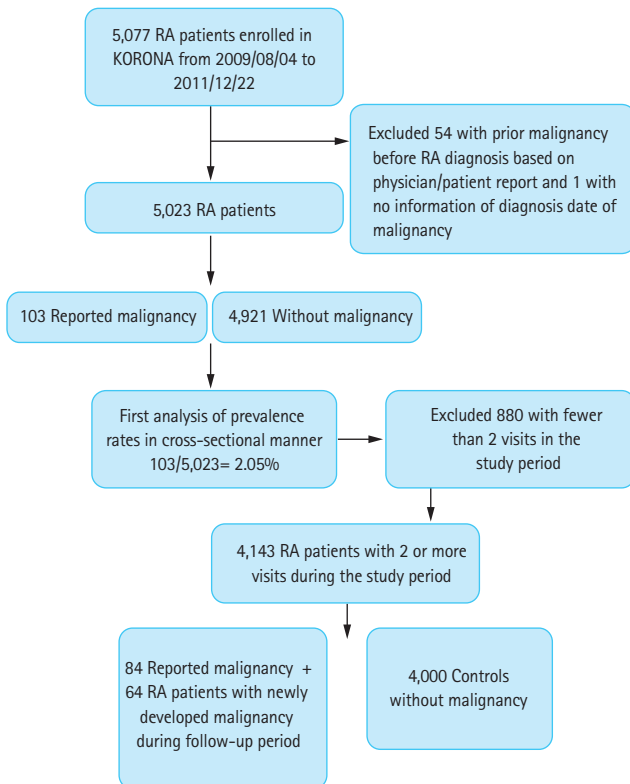 5,077 RA patients enrolled in
KORONA from 2009/08/04 to
2011/12/22
Excluded 54 with prior malignancy
before RA diagnosis based on
physician/patient report and 1 with
no information of diagnosis date of
malignancy
5,023 RA patients
103 Reported malignancy
4,921 Without malignancy
First analysis of prevalence
rates in cross-sectional manner
103/5,023= 2.05%
Excluded 880 with fewer
than 2 visits in the
study period
4,143 RA patients with 2 or more
visits during the study period
84 Reported malignancy +
64 RA patients with newly
developed malignancy
during follow-up period
4,000 Controls
without malignancy